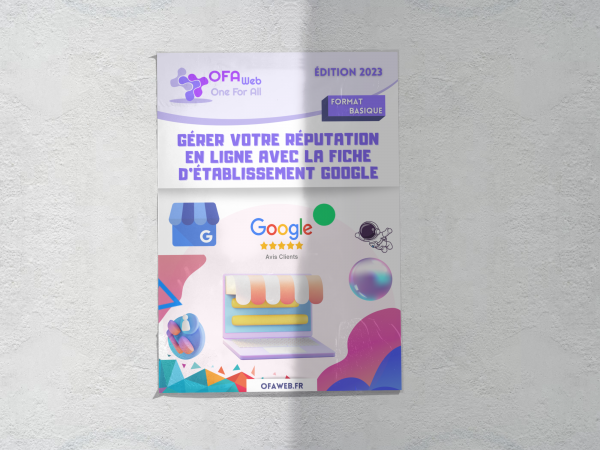 OFA Web
One For All
ÉDITION 2023
FORMAT
BASIQUE
GÉRER VOTRE RÉPUTATION
EN LIGNE AVEC LA FICHE
D'ÉTABLISSEMENT GOOGLE
G
Google
Avis Clients
OFAWEB.FR